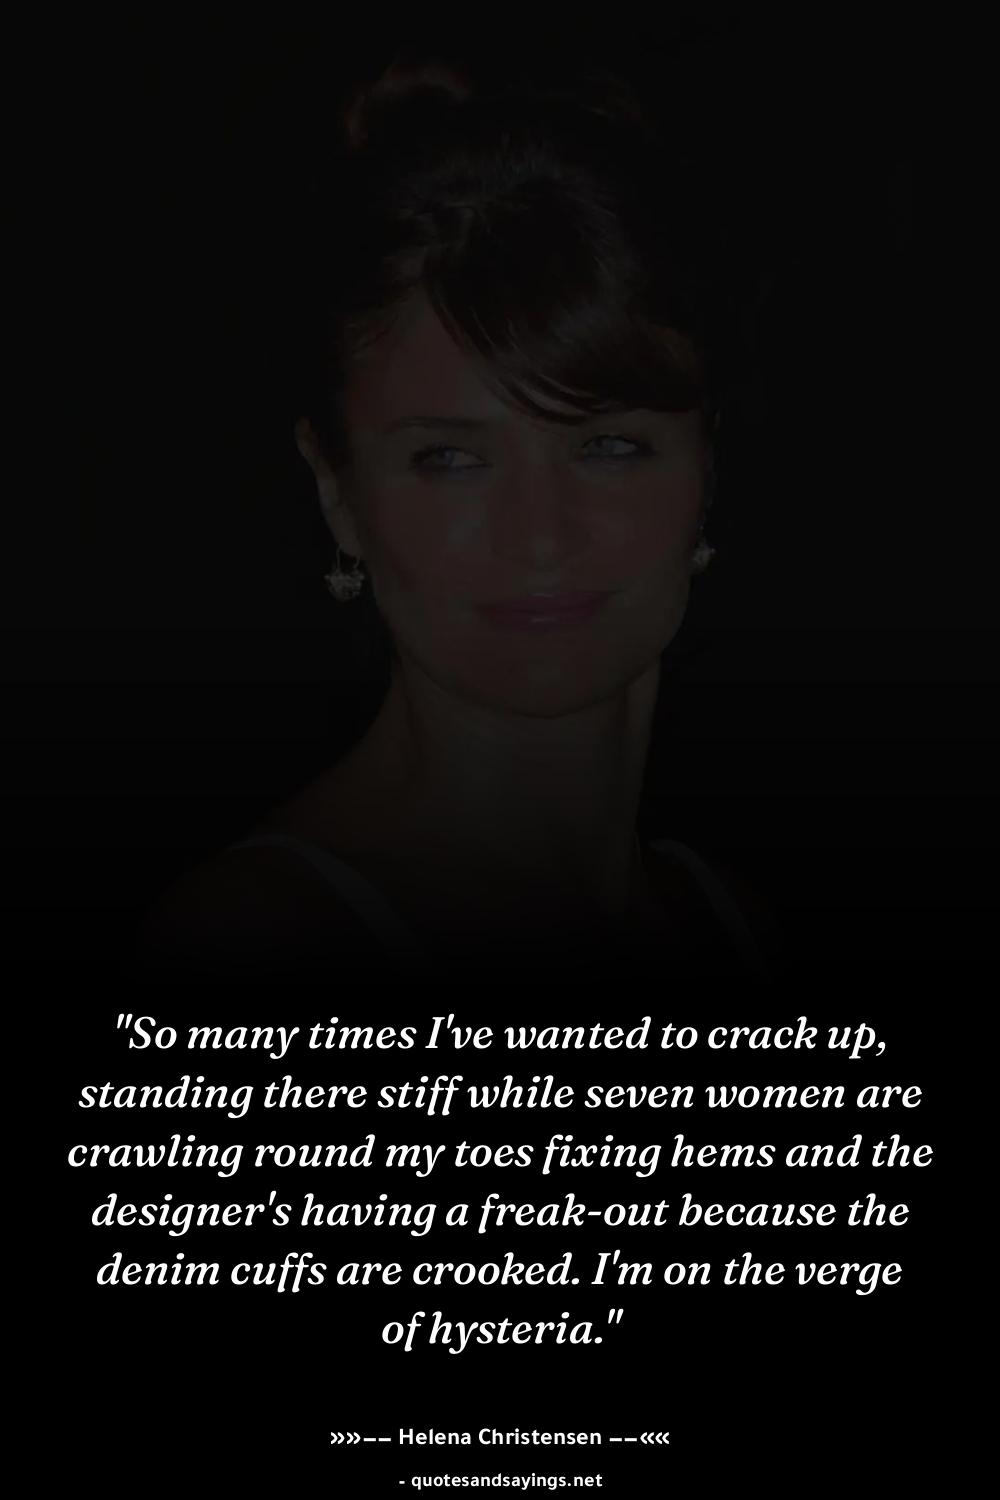 "So many times I've wanted to crack up,
standing there stiff while seven women are
crawling round my toes fixing hems and the
designer's having a freak-out because the
denim cuffs are crooked. I'm on the verge
of hysteria."
»»–– Helena Christensen ––««
- quotesandsayings.net